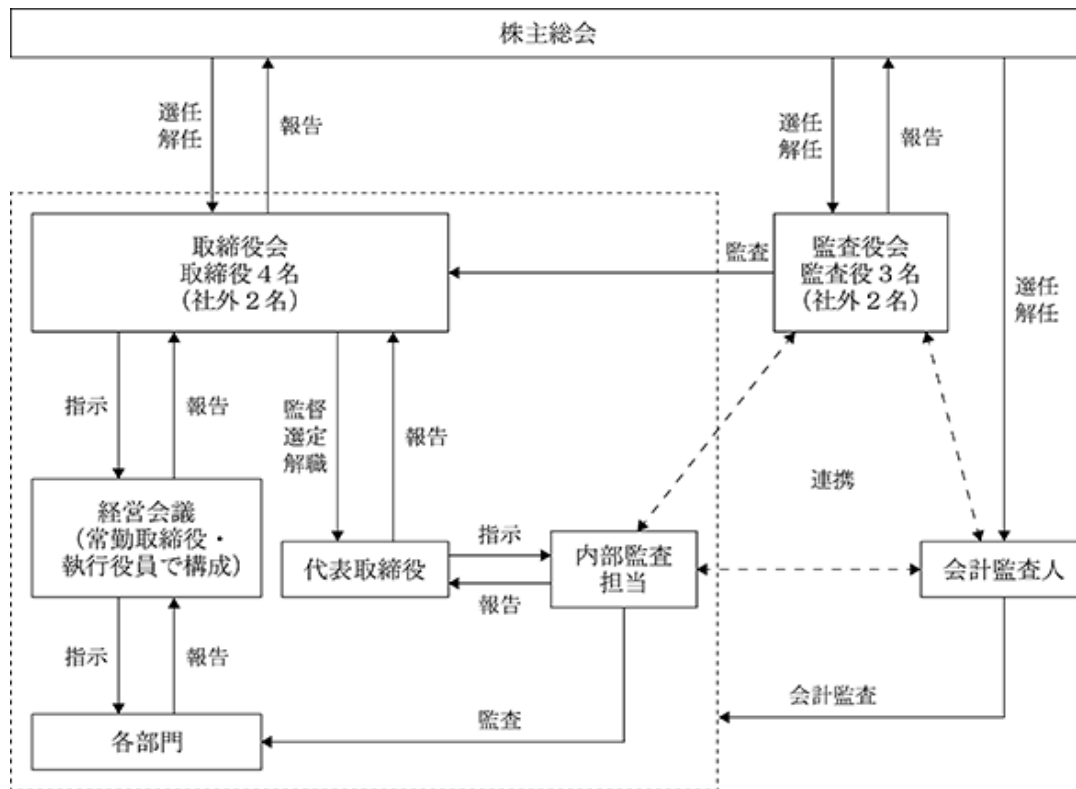 株主総会
選任
解任
報告
選任
解任
報告
選任
解任
取締役会
取締役4名
（社外2名）
監査
監査役会
監査役3名
（社外2名）
指示
報告
監督
選定
解職
報告
連携
経営会議
（常勤取締役・
執行役員で構成）
代表取締役
指示
報告
内部監査
担当
会計監査人
指示
報告
監査
会計監査
各部門